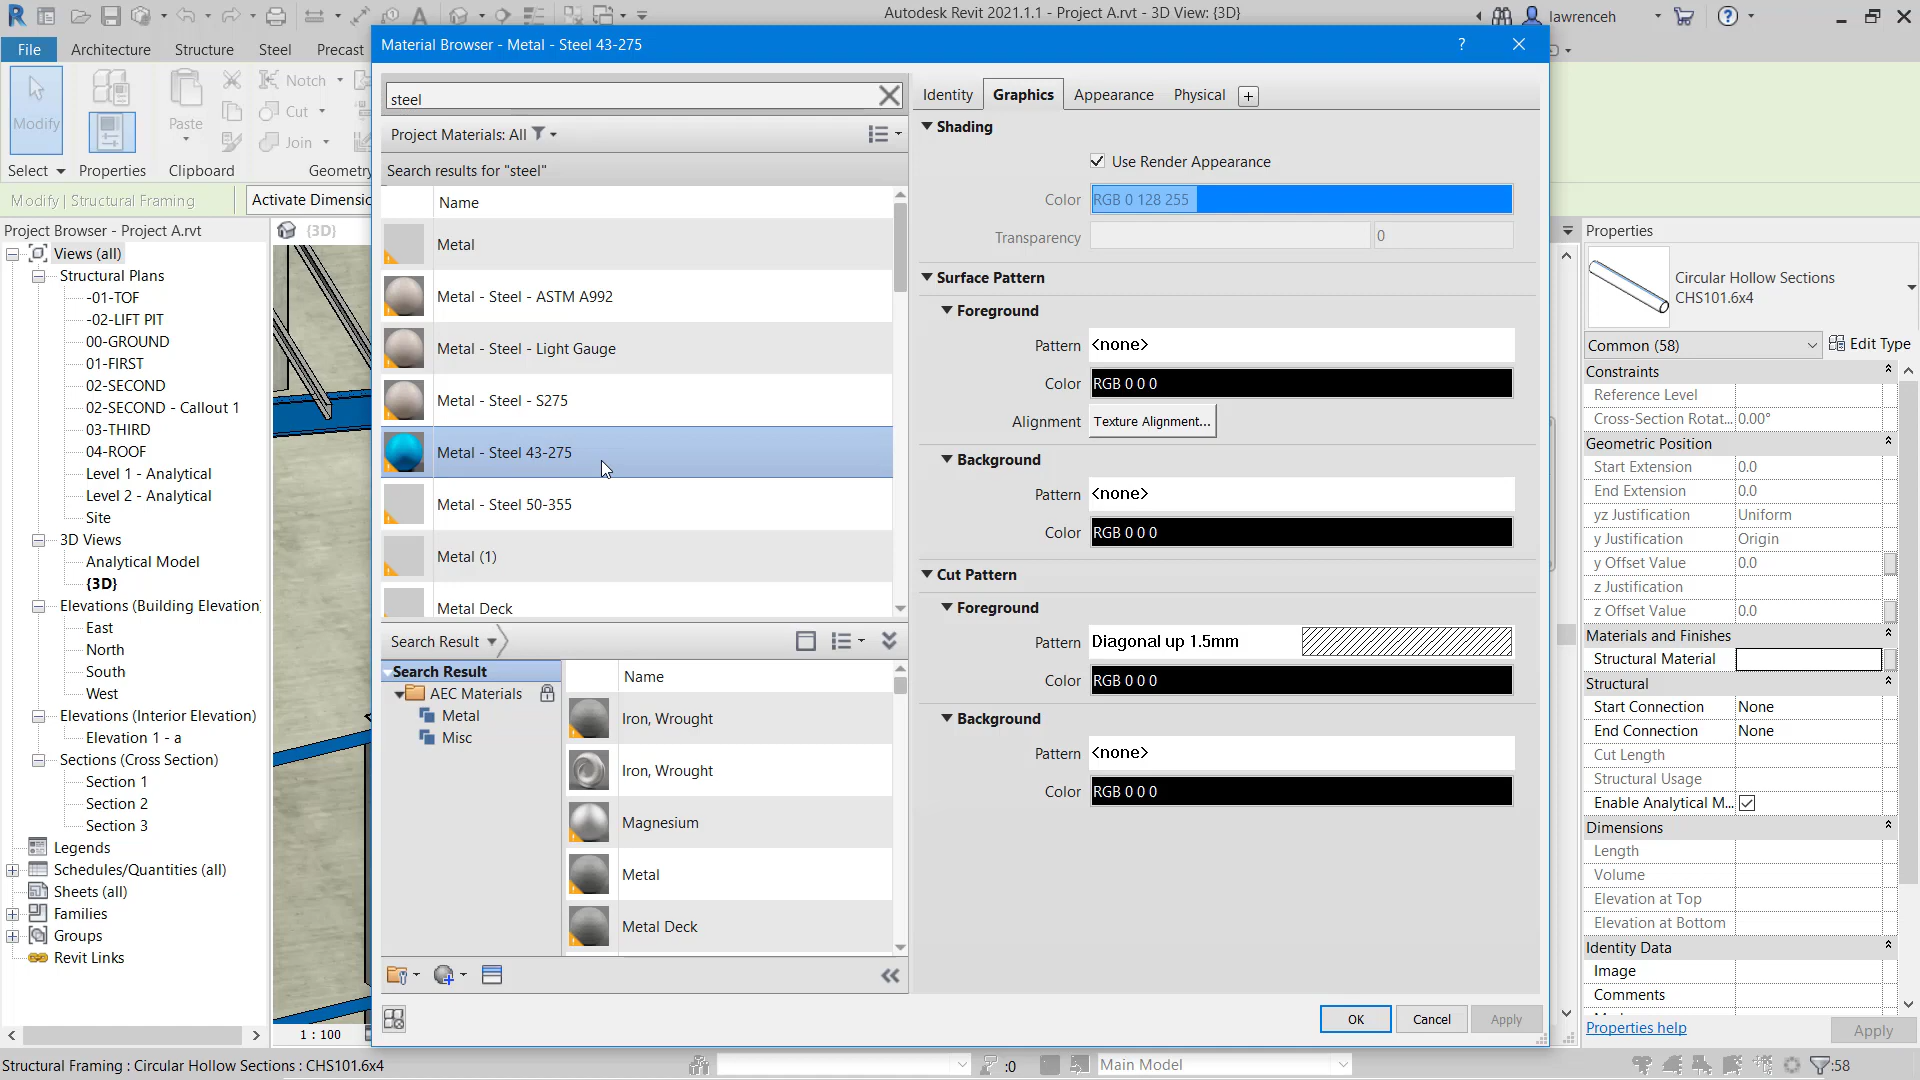 Autodesk Revit 2021.1.1 - Project A.rvt - 3D View: {3D}
lawrenceh
File
Architecture
Structure
Steel
Precast
Modify
Paste
Notch
Cut
Join
Select
Properties
Clipboard
Geometry
Modify | Structural Framing
Activate Dimensio
Project Browser - Project A.rvt
Views (all)
Structural Plans
-01-TOF
-02-LIFT PIT
00-GROUND
01-FIRST
02-SECOND
02-SECOND - Callout 1
03-THIRD
04-ROOF
Level 1 - Analytical
Level 2 - Analytical
Site
3D Views
Analytical Model
{3D}
Elevations (Building Elevation)
East
North
South
West
Elevations (Interior Elevation)
Elevation 1 - a
Sections (Cross Section)
Section 1
Section 2
Section 3
Legends
Schedules/Quantities (all)
Sheets (all)
Families
Groups
Revit Links
{3D}
1 : 100
Material Browser - Metal - Steel 43-275
?
steel
Project Materials: All
Search results for "steel"
Name
Metal
Metal - Steel - ASTM A992
Metal - Steel - Light Gauge
Metal - Steel - S275
Metal - Steel 43-275
Metal - Steel 50-355
Metal (1)
Metal Deck
Search Result
Search Result
AEC Materials
Metal
Misc
Name
Iron, Wrought
Iron, Wrought
Magnesium
Metal
Metal Deck
Identity
Graphics
Appearance
Physical
+
Shading
Use Render Appearance
Color
RGB 0 128 255
Transparency
0
Surface Pattern
Foreground
Pattern
<none>
Color
RGB 0 0 0
Alignment
Texture Alignment...
Background
Pattern
<none>
Color
RGB 0 0 0
Cut Pattern
Foreground
Pattern
Diagonal up 1.5mm
Color
RGB 0 0 0
Background
Pattern
<none>
Color
RGB 0 0 0
OK
Cancel
Apply
Properties
Circular Hollow Sections
CHS101.6x4
Common (58)
Edit Type
Constraints
Reference Level
Cross-Section Rotat...
0.00°
Geometric Position
Start Extension
0.0
End Extension
0.0
yz Justification
Uniform
y Justification
Origin
y Offset Value
0.0
z Justification
z Offset Value
0.0
Materials and Finishes
Structural Material
Structural
Start Connection
None
End Connection
None
Cut Length
Structural Usage
Enable Analytical M...
Dimensions
Length
Volume
Elevation at Top
Elevation at Bottom
Identity Data
Image
Comments
Properties help
Apply
Structural Framing : Circular Hollow Sections : CHS101.6x4
:0
Main Model
:58